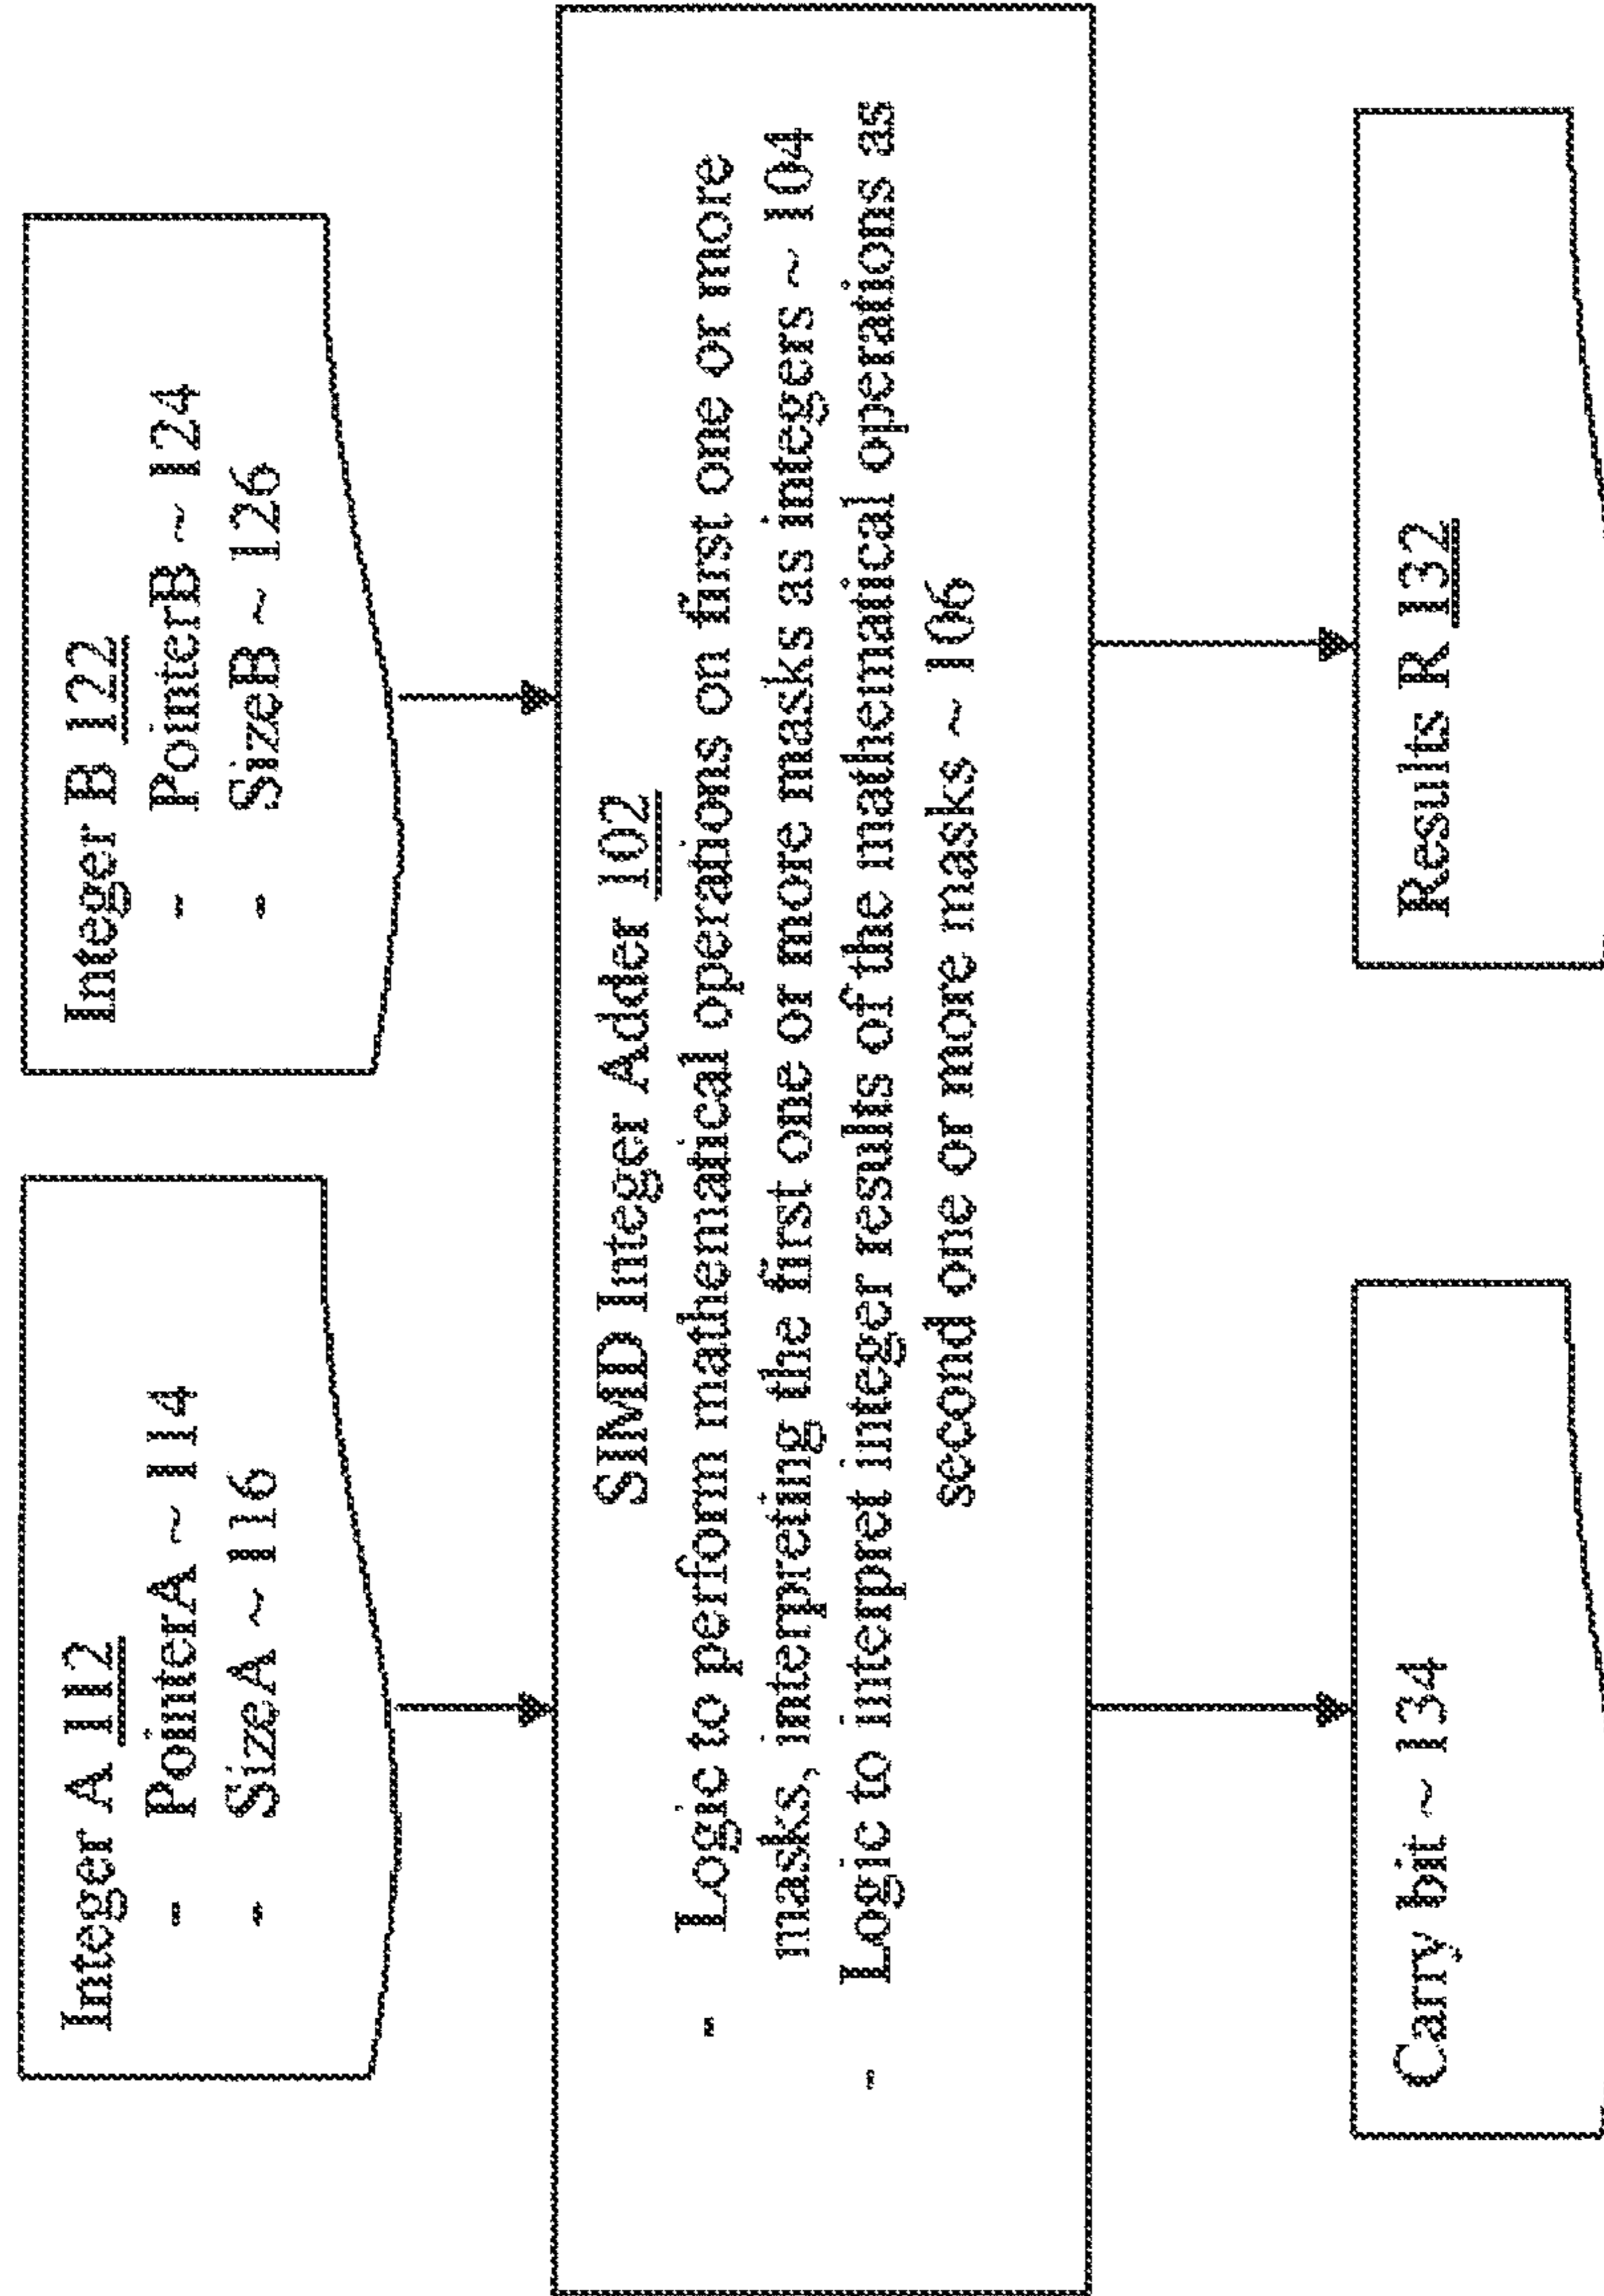 Integer A 112
- PointerA ~ 114
- SizeA ~ 116
Integer B 122
- PointerB ~ 124
- SizeB ~ 126
SIMD Integer Adder 102
- Logic to perform mathematical operations on first one or more
masks, interpreting the first one or more masks as integers ~ 104
- Logic to interpret integer results of the mathematical operations as
second one or more masks ~ 106
Carry bit ~ 134
Results R 132